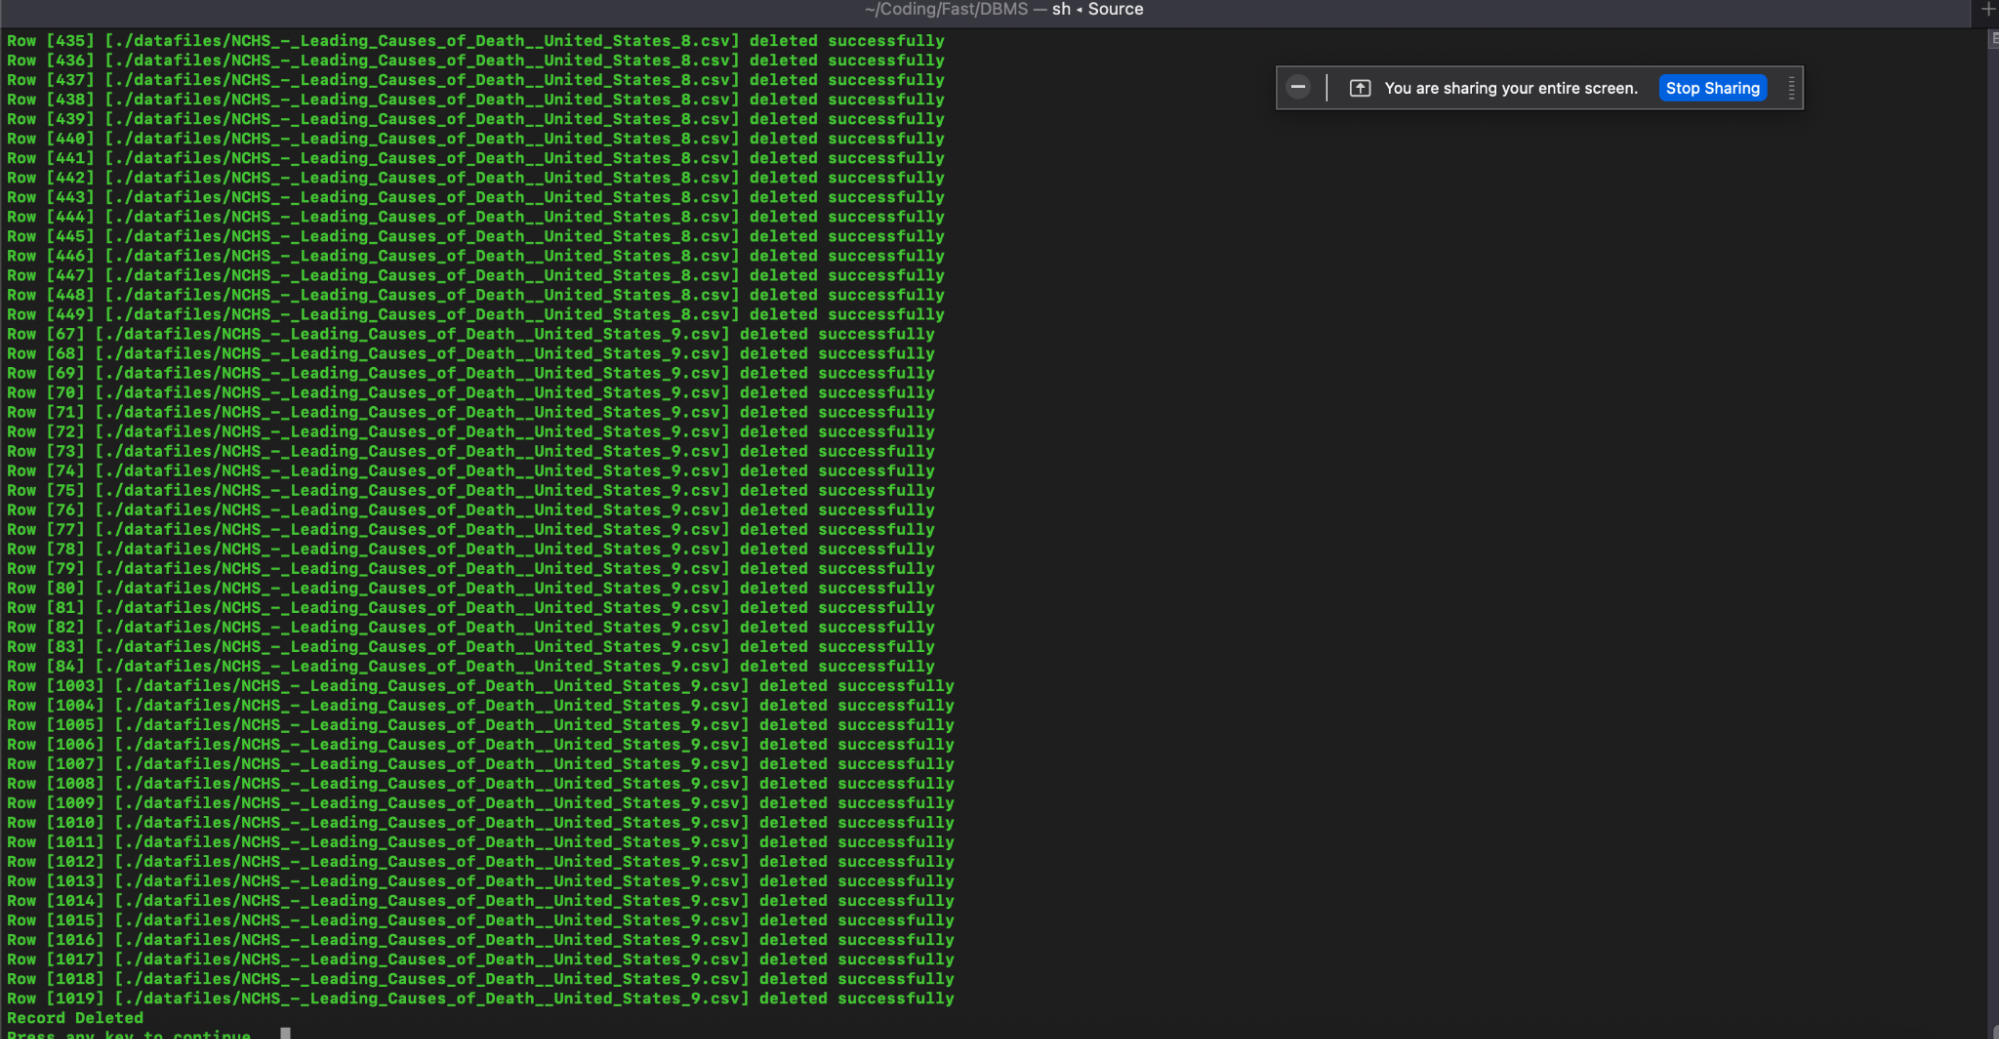 ~/Coding/Fast/DBMS — sh ◂ Source
You are sharing your entire screen. Stop Sharing
Row [435] [./datafiles/NCHS_-_Leading_Causes_of_Death__United_States_8.csv] deleted successfully
Row [436] [./datafiles/NCHS_-_Leading_Causes_of_Death__United_States_8.csv] deleted successfully
Row [437] [./datafiles/NCHS_-_Leading_Causes_of_Death__United_States_8.csv] deleted successfully
Row [438] [./datafiles/NCHS_-_Leading_Causes_of_Death__United_States_8.csv] deleted successfully
Row [439] [./datafiles/NCHS_-_Leading_Causes_of_Death__United_States_8.csv] deleted successfully
Row [440] [./datafiles/NCHS_-_Leading_Causes_of_Death__United_States_8.csv] deleted successfully
Row [441] [./datafiles/NCHS_-_Leading_Causes_of_Death__United_States_8.csv] deleted successfully
Row [442] [./datafiles/NCHS_-_Leading_Causes_of_Death__United_States_8.csv] deleted successfully
Row [443] [./datafiles/NCHS_-_Leading_Causes_of_Death__United_States_8.csv] deleted successfully
Row [444] [./datafiles/NCHS_-_Leading_Causes_of_Death__United_States_8.csv] deleted successfully
Row [445] [./datafiles/NCHS_-_Leading_Causes_of_Death__United_States_8.csv] deleted successfully
Row [446] [./datafiles/NCHS_-_Leading_Causes_of_Death__United_States_8.csv] deleted successfully
Row [447] [./datafiles/NCHS_-_Leading_Causes_of_Death__United_States_8.csv] deleted successfully
Row [448] [./datafiles/NCHS_-_Leading_Causes_of_Death__United_States_8.csv] deleted successfully
Row [449] [./datafiles/NCHS_-_Leading_Causes_of_Death__United_States_8.csv] deleted successfully
Row [67] [./datafiles/NCHS_-_Leading_Causes_of_Death__United_States_9.csv] deleted successfully
Row [68] [./datafiles/NCHS_-_Leading_Causes_of_Death__United_States_9.csv] deleted successfully
Row [69] [./datafiles/NCHS_-_Leading_Causes_of_Death__United_States_9.csv] deleted successfully
Row [70] [./datafiles/NCHS_-_Leading_Causes_of_Death__United_States_9.csv] deleted successfully
Row [71] [./datafiles/NCHS_-_Leading_Causes_of_Death__United_States_9.csv] deleted successfully
Row [72] [./datafiles/NCHS_-_Leading_Causes_of_Death__United_States_9.csv] deleted successfully
Row [73] [./datafiles/NCHS_-_Leading_Causes_of_Death__United_States_9.csv] deleted successfully
Row [74] [./datafiles/NCHS_-_Leading_Causes_of_Death__United_States_9.csv] deleted successfully
Row [75] [./datafiles/NCHS_-_Leading_Causes_of_Death__United_States_9.csv] deleted successfully
Row [76] [./datafiles/NCHS_-_Leading_Causes_of_Death__United_States_9.csv] deleted successfully
Row [77] [./datafiles/NCHS_-_Leading_Causes_of_Death__United_States_9.csv] deleted successfully
Row [78] [./datafiles/NCHS_-_Leading_Causes_of_Death__United_States_9.csv] deleted successfully
Row [79] [./datafiles/NCHS_-_Leading_Causes_of_Death__United_States_9.csv] deleted successfully
Row [80] [./datafiles/NCHS_-_Leading_Causes_of_Death__United_States_9.csv] deleted successfully
Row [81] [./datafiles/NCHS_-_Leading_Causes_of_Death__United_States_9.csv] deleted successfully
Row [82] [./datafiles/NCHS_-_Leading_Causes_of_Death__United_States_9.csv] deleted successfully
Row [83] [./datafiles/NCHS_-_Leading_Causes_of_Death__United_States_9.csv] deleted successfully
Row [84] [./datafiles/NCHS_-_Leading_Causes_of_Death__United_States_9.csv] deleted successfully
Row [1003] [./datafiles/NCHS_-_Leading_Causes_of_Death__United_States_9.csv] deleted successfully
Row [1004] [./datafiles/NCHS_-_Leading_Causes_of_Death__United_States_9.csv] deleted successfully
Row [1005] [./datafiles/NCHS_-_Leading_Causes_of_Death__United_States_9.csv] deleted successfully
Row [1006] [./datafiles/NCHS_-_Leading_Causes_of_Death__United_States_9.csv] deleted successfully
Row [1007] [./datafiles/NCHS_-_Leading_Causes_of_Death__United_States_9.csv] deleted successfully
Row [1008] [./datafiles/NCHS_-_Leading_Causes_of_Death__United_States_9.csv] deleted successfully
Row [1009] [./datafiles/NCHS_-_Leading_Causes_of_Death__United_States_9.csv] deleted successfully
Row [1010] [./datafiles/NCHS_-_Leading_Causes_of_Death__United_States_9.csv] deleted successfully
Row [1011] [./datafiles/NCHS_-_Leading_Causes_of_Death__United_States_9.csv] deleted successfully
Row [1012] [./datafiles/NCHS_-_Leading_Causes_of_Death__United_States_9.csv] deleted successfully
Row [1013] [./datafiles/NCHS_-_Leading_Causes_of_Death__United_States_9.csv] deleted successfully
Row [1014] [./datafiles/NCHS_-_Leading_Causes_of_Death__United_States_9.csv] deleted successfully
Row [1015] [./datafiles/NCHS_-_Leading_Causes_of_Death__United_States_9.csv] deleted successfully
Row [1016] [./datafiles/NCHS_-_Leading_Causes_of_Death__United_States_9.csv] deleted successfully
Row [1017] [./datafiles/NCHS_-_Leading_Causes_of_Death__United_States_9.csv] deleted successfully
Row [1018] [./datafiles/NCHS_-_Leading_Causes_of_Death__United_States_9.csv] deleted successfully
Row [1019] [./datafiles/NCHS_-_Leading_Causes_of_Death__United_States_9.csv] deleted successfully
Record Deleted
Press any key to continue